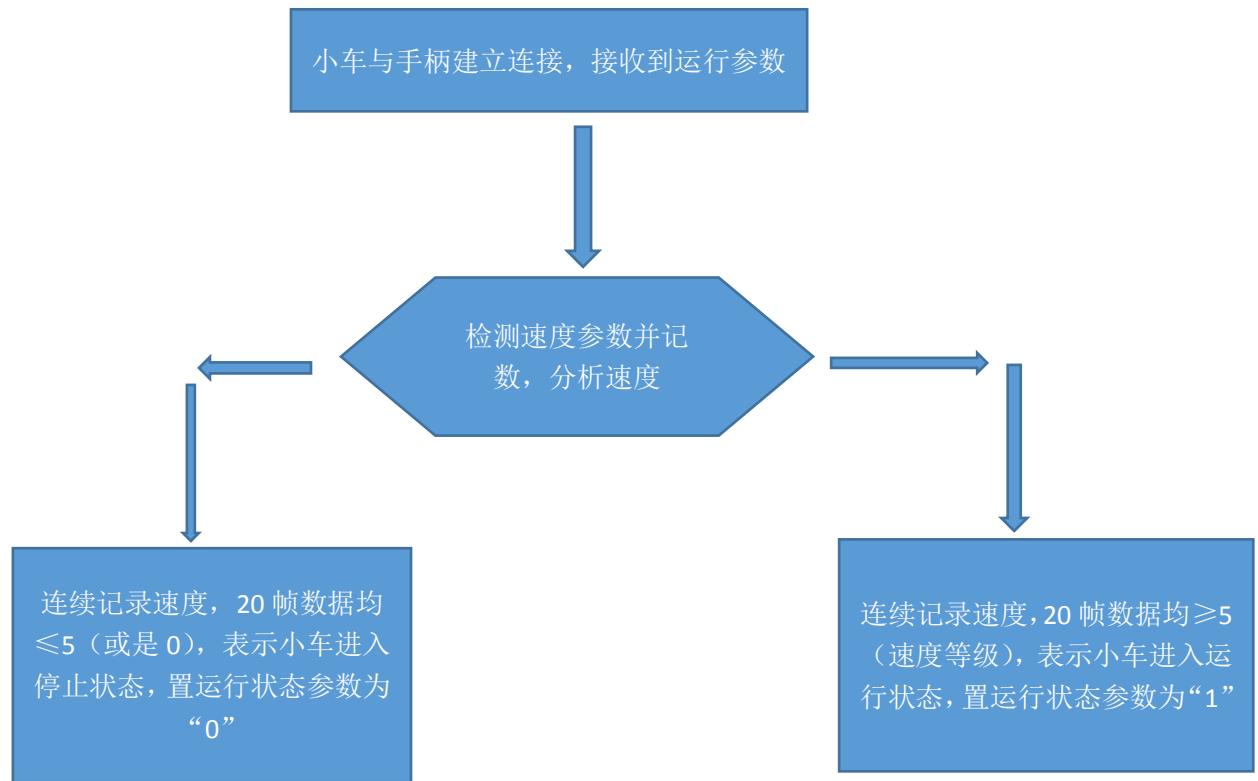 小车与手柄建立连接，接收到运行参数
检测速度参数并记
数，分析速度
连续记录速度，20 帧数据均
≤5（或是 0），表示小车进入
停止状态，置运行状态参数为
“0”
连续记录速度，20 帧数据均≥5
（速度等级），表示小车进入运
行状态，置运行状态参数为“1”